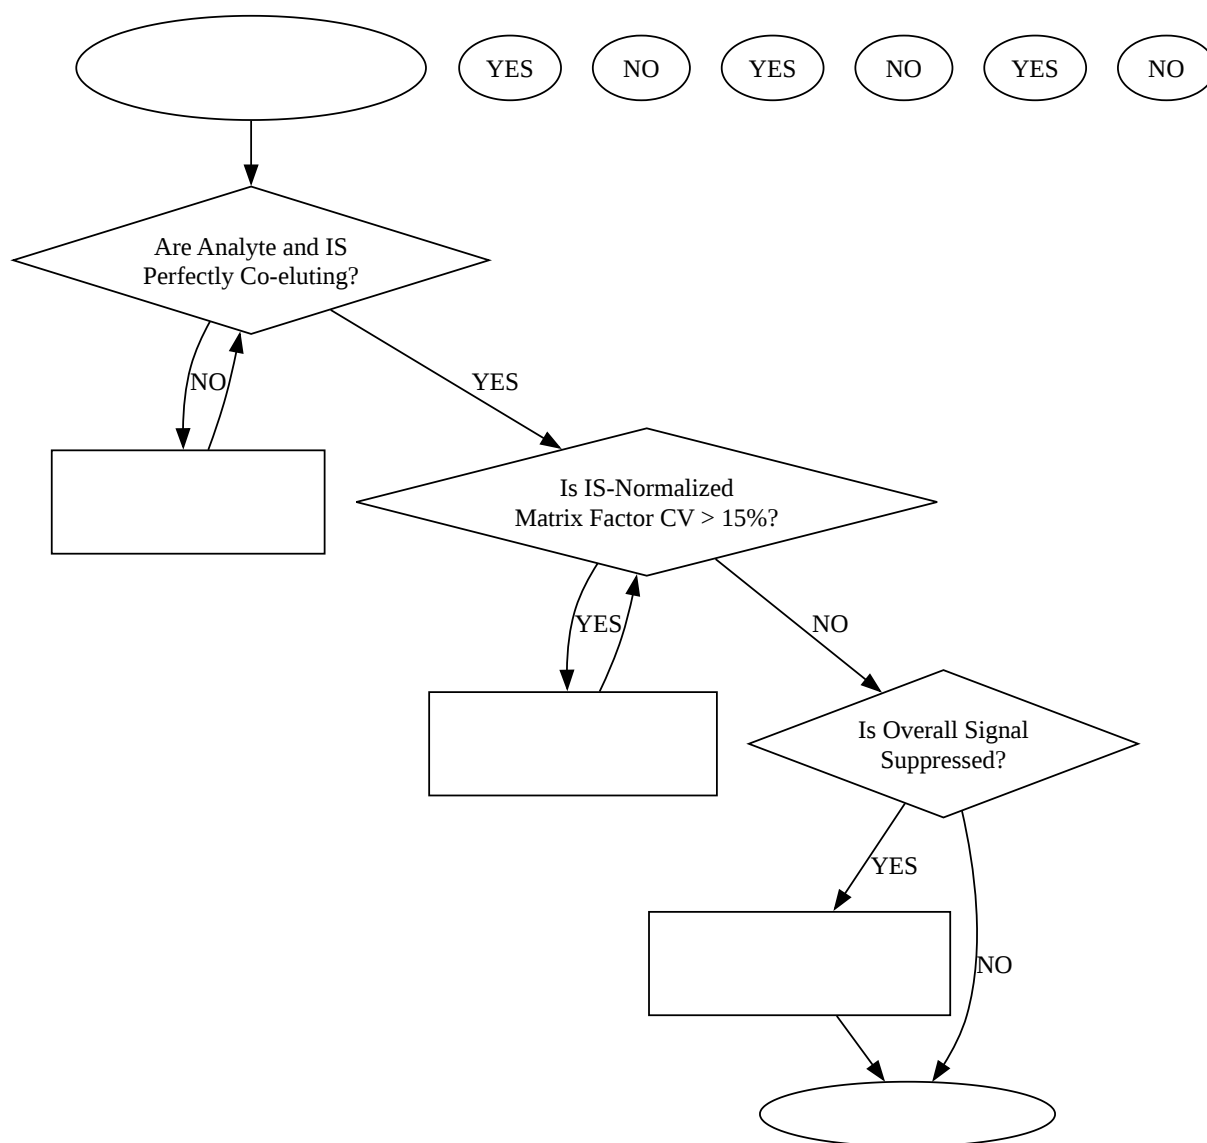 YES
NO
YES
NO
YES
NO
Are Analyte and IS
Perfectly Co-eluting?
NO
YES
Is IS-Normalized
Matrix Factor CV > 15%?
YES
NO
Is Overall Signal
Suppressed?
YES
NO